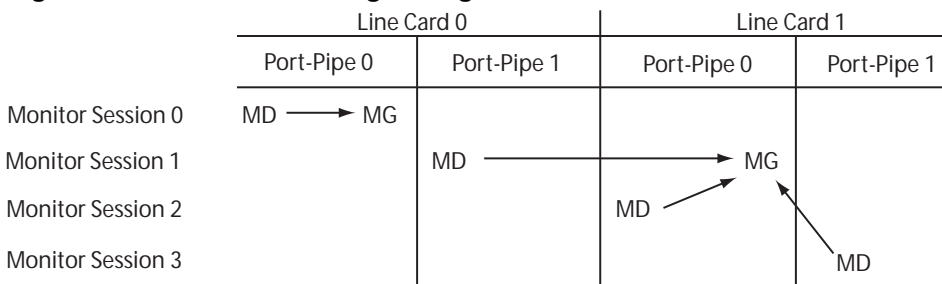 Line Card 0 Line Card 1
Port-Pipe 0 Port-Pipe 1 Port-Pipe 0 Port-Pipe 1
Monitor Session 0 MD MG
Monitor Session 1 MD MG
Monitor Session 2 MD
Monitor Session 3 MD